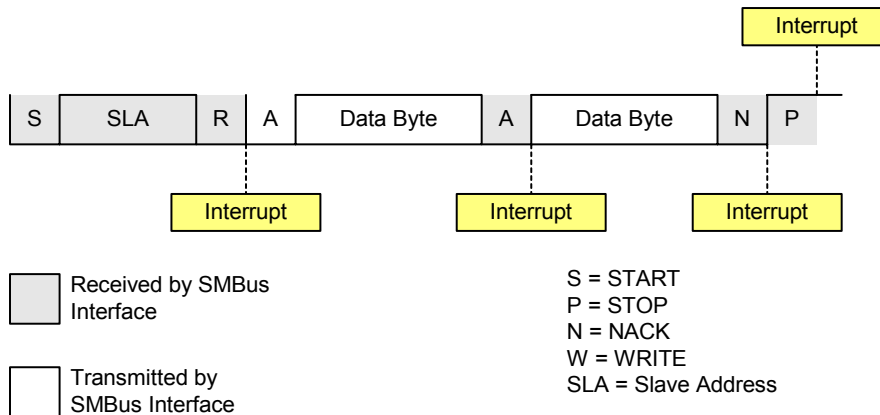 Interrupt
S SLA R A Data Byte A Data Byte N P
Interrupt Interrupt Interrupt
Received by SMBus
Interface
Transmitted by
SMBus Interface
S = START
P = STOP
N = NACK
W = WRITE
SLA = Slave Address